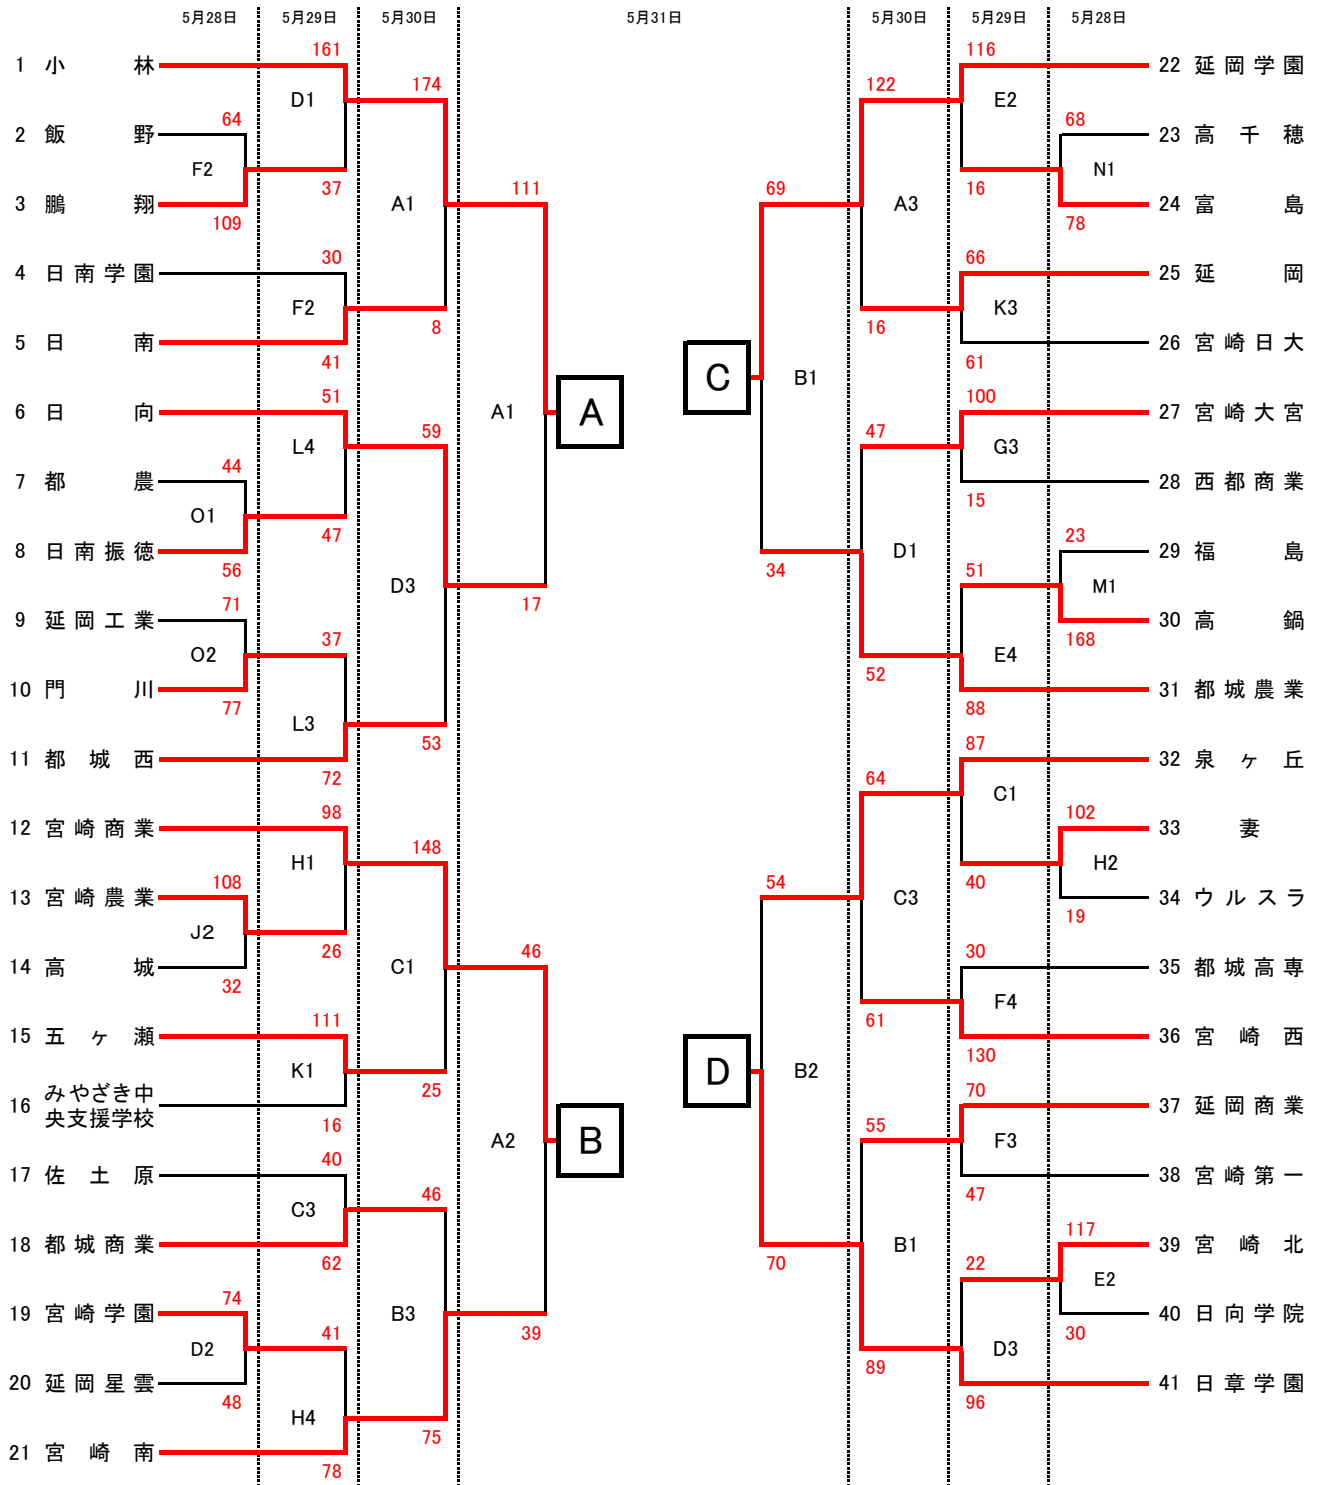 5月28日 5月29日 5月30日 5月31日 5月30日 5月29日 5月28日
161 116
1 小林 22 延岡学園
174 122
D1 E2
64 68
2 飯野 23 高千穂
F2 N1
37 111 69 16
3 鵬翔 A1 A3 24 富島
109 78
30 66
4 日南学園 25 延岡
F2 K3
8 16
5 日南 26 宮崎日大
41 61
C B1
51 100
6 日向 A1 A 27 宮崎大宮
59 47
L4 G3
44
7 都農 28 西都商業
15
O1
47 23
8 日南振徳 D1 29 福島
56 34 51
D3 M1
71 17
9 延岡工業 30 高鍋
37 168
O2 E4
52
10 門川 31 都城農業
77 88
L3
53 87
11 都城西 32 泉ヶ丘
72 64
C1
98 102
12 宮崎商業 33 妻
148
H1 H2
108 54 40
13 宮崎農業 C3 34 ウルスラ
19
J2
26 46 30
14 高城 C1 35 都城高専
32
F4
111 61
15 五ヶ瀬 36 宮崎西
130
K1 D B2
25 70
16 みやざき中
央支援学校 37 延岡商業
16 55
A2 B F3
40
17 佐土原 38 宮崎第一
46 47
C3
117
18 都城商業 B1 39 宮崎北
62 70 22
E2
74
19 宮崎学園 B3 40 日向学院
41 39 30
D2 D3
89
20 延岡星雲 41 日章学園
48 96
H4
75
21 宮崎南
78